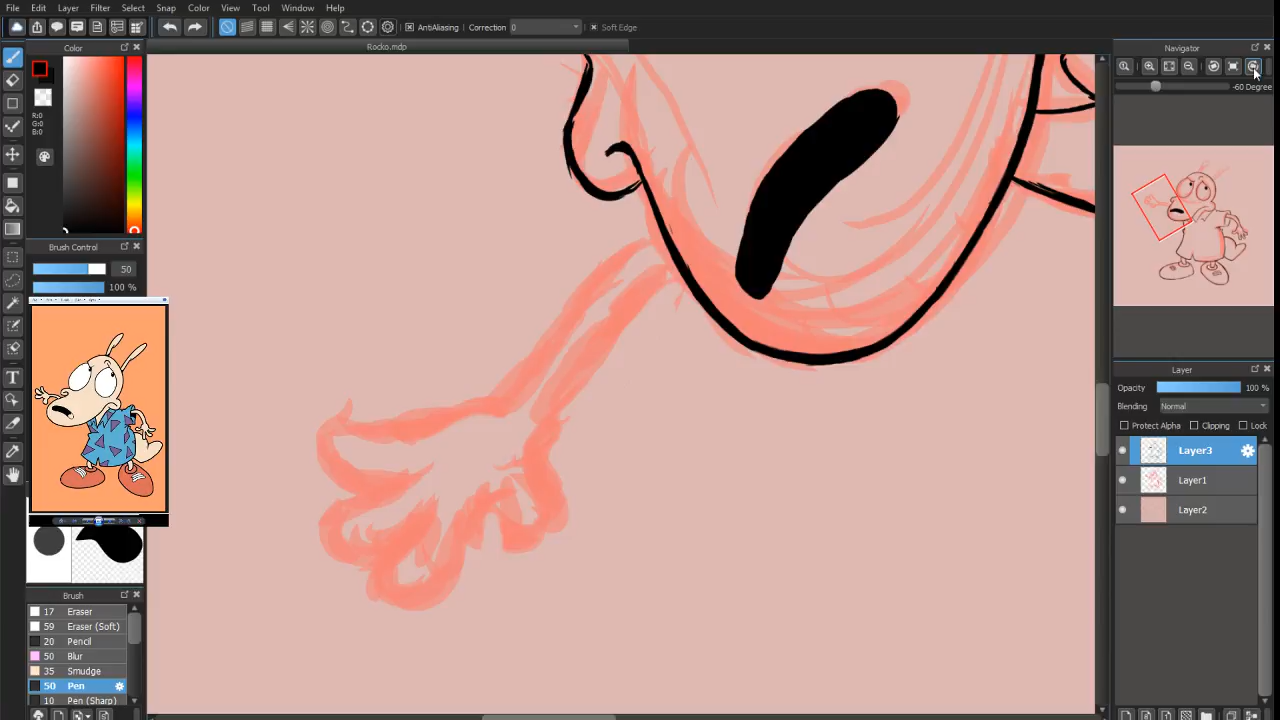 File Edit Layer Filter Select Snap Color View Tool Window Help
AntiAliasing Correction 0 Soft Edge
Color
Rocko.mdp
Navigator
-60 Degree
R:0
G:0
B:0
Brush Control
50
100 %
Layer
Opacity 100 %
Blending Normal
Protect Alpha Clipping Lock
Layer3
Layer1
Layer2
Brush
17 Eraser
59 Eraser (Soft)
20 Pencil
50 Blur
35 Smudge
50 Pen
10 Pen (Sharp)